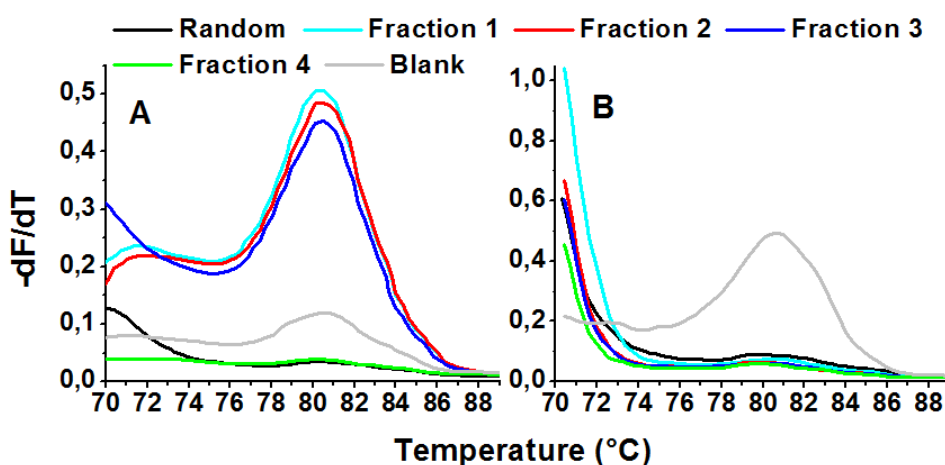 Random Fraction 1 Fraction 2 Fraction 3
Fraction 4 Blank
A
B
0,5
0,4
0,3
0,2
0,1
0,0
1,0
0,8
0,6
0,4
0,2
0,0
-dF/dT
70 72 74 76 78 80 82 84 86 88
70 72 74 76 78 80 82 84 86 88
Temperature (°C)